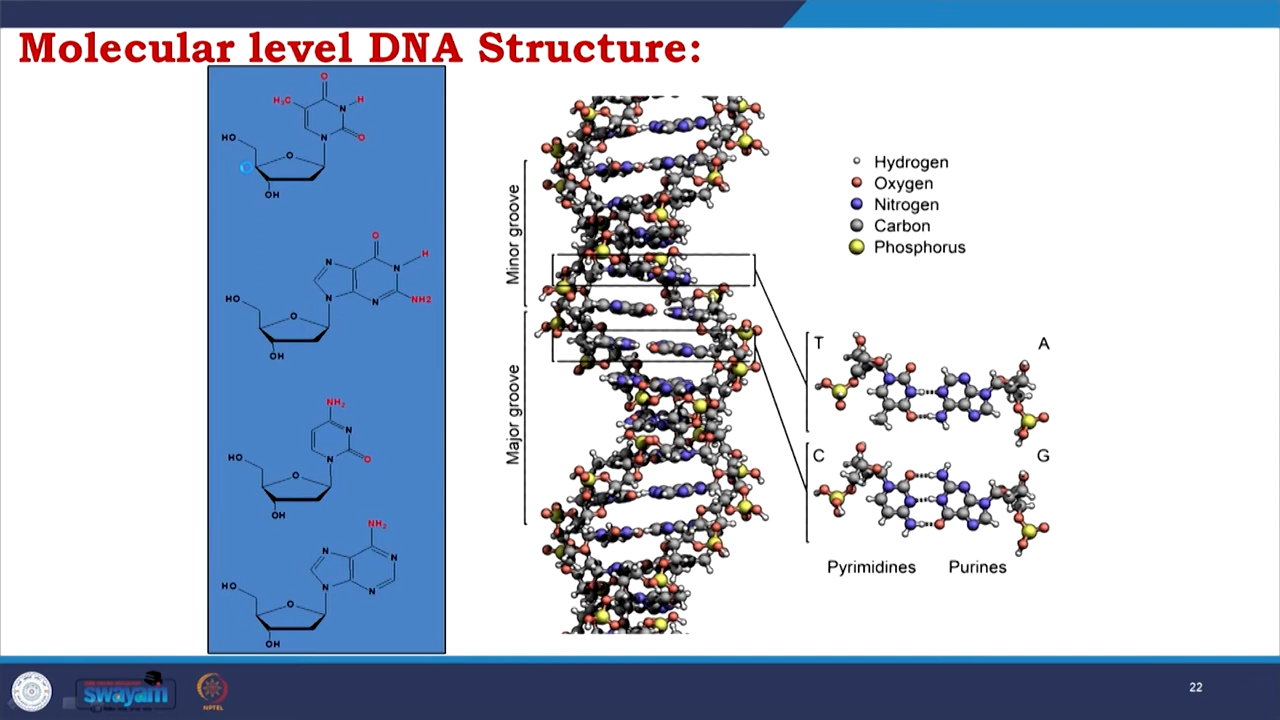 Molecular level DNA Structure:
O
H₃C
N
H
N
O
HO
O
OH
O
N
N
H
N
N
NH2
HO
O
OH
NH₂
N
HO
N
O
O
OH
NH₂
N
N
N
N
HO
O
OH
Minor groove
Major groove
Hydrogen
Oxygen
Nitrogen
Carbon
Phosphorus
T A
C G
Pyrimidines Purines
swayam
NPTEL
22